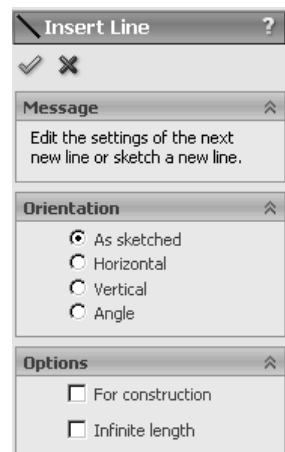 Insert Line ?
Message
Edit the settings of the next
new line or sketch a new line.
Orientation
As sketched
Horizontal
Vertical
Angle
Options
For construction
Infinite length